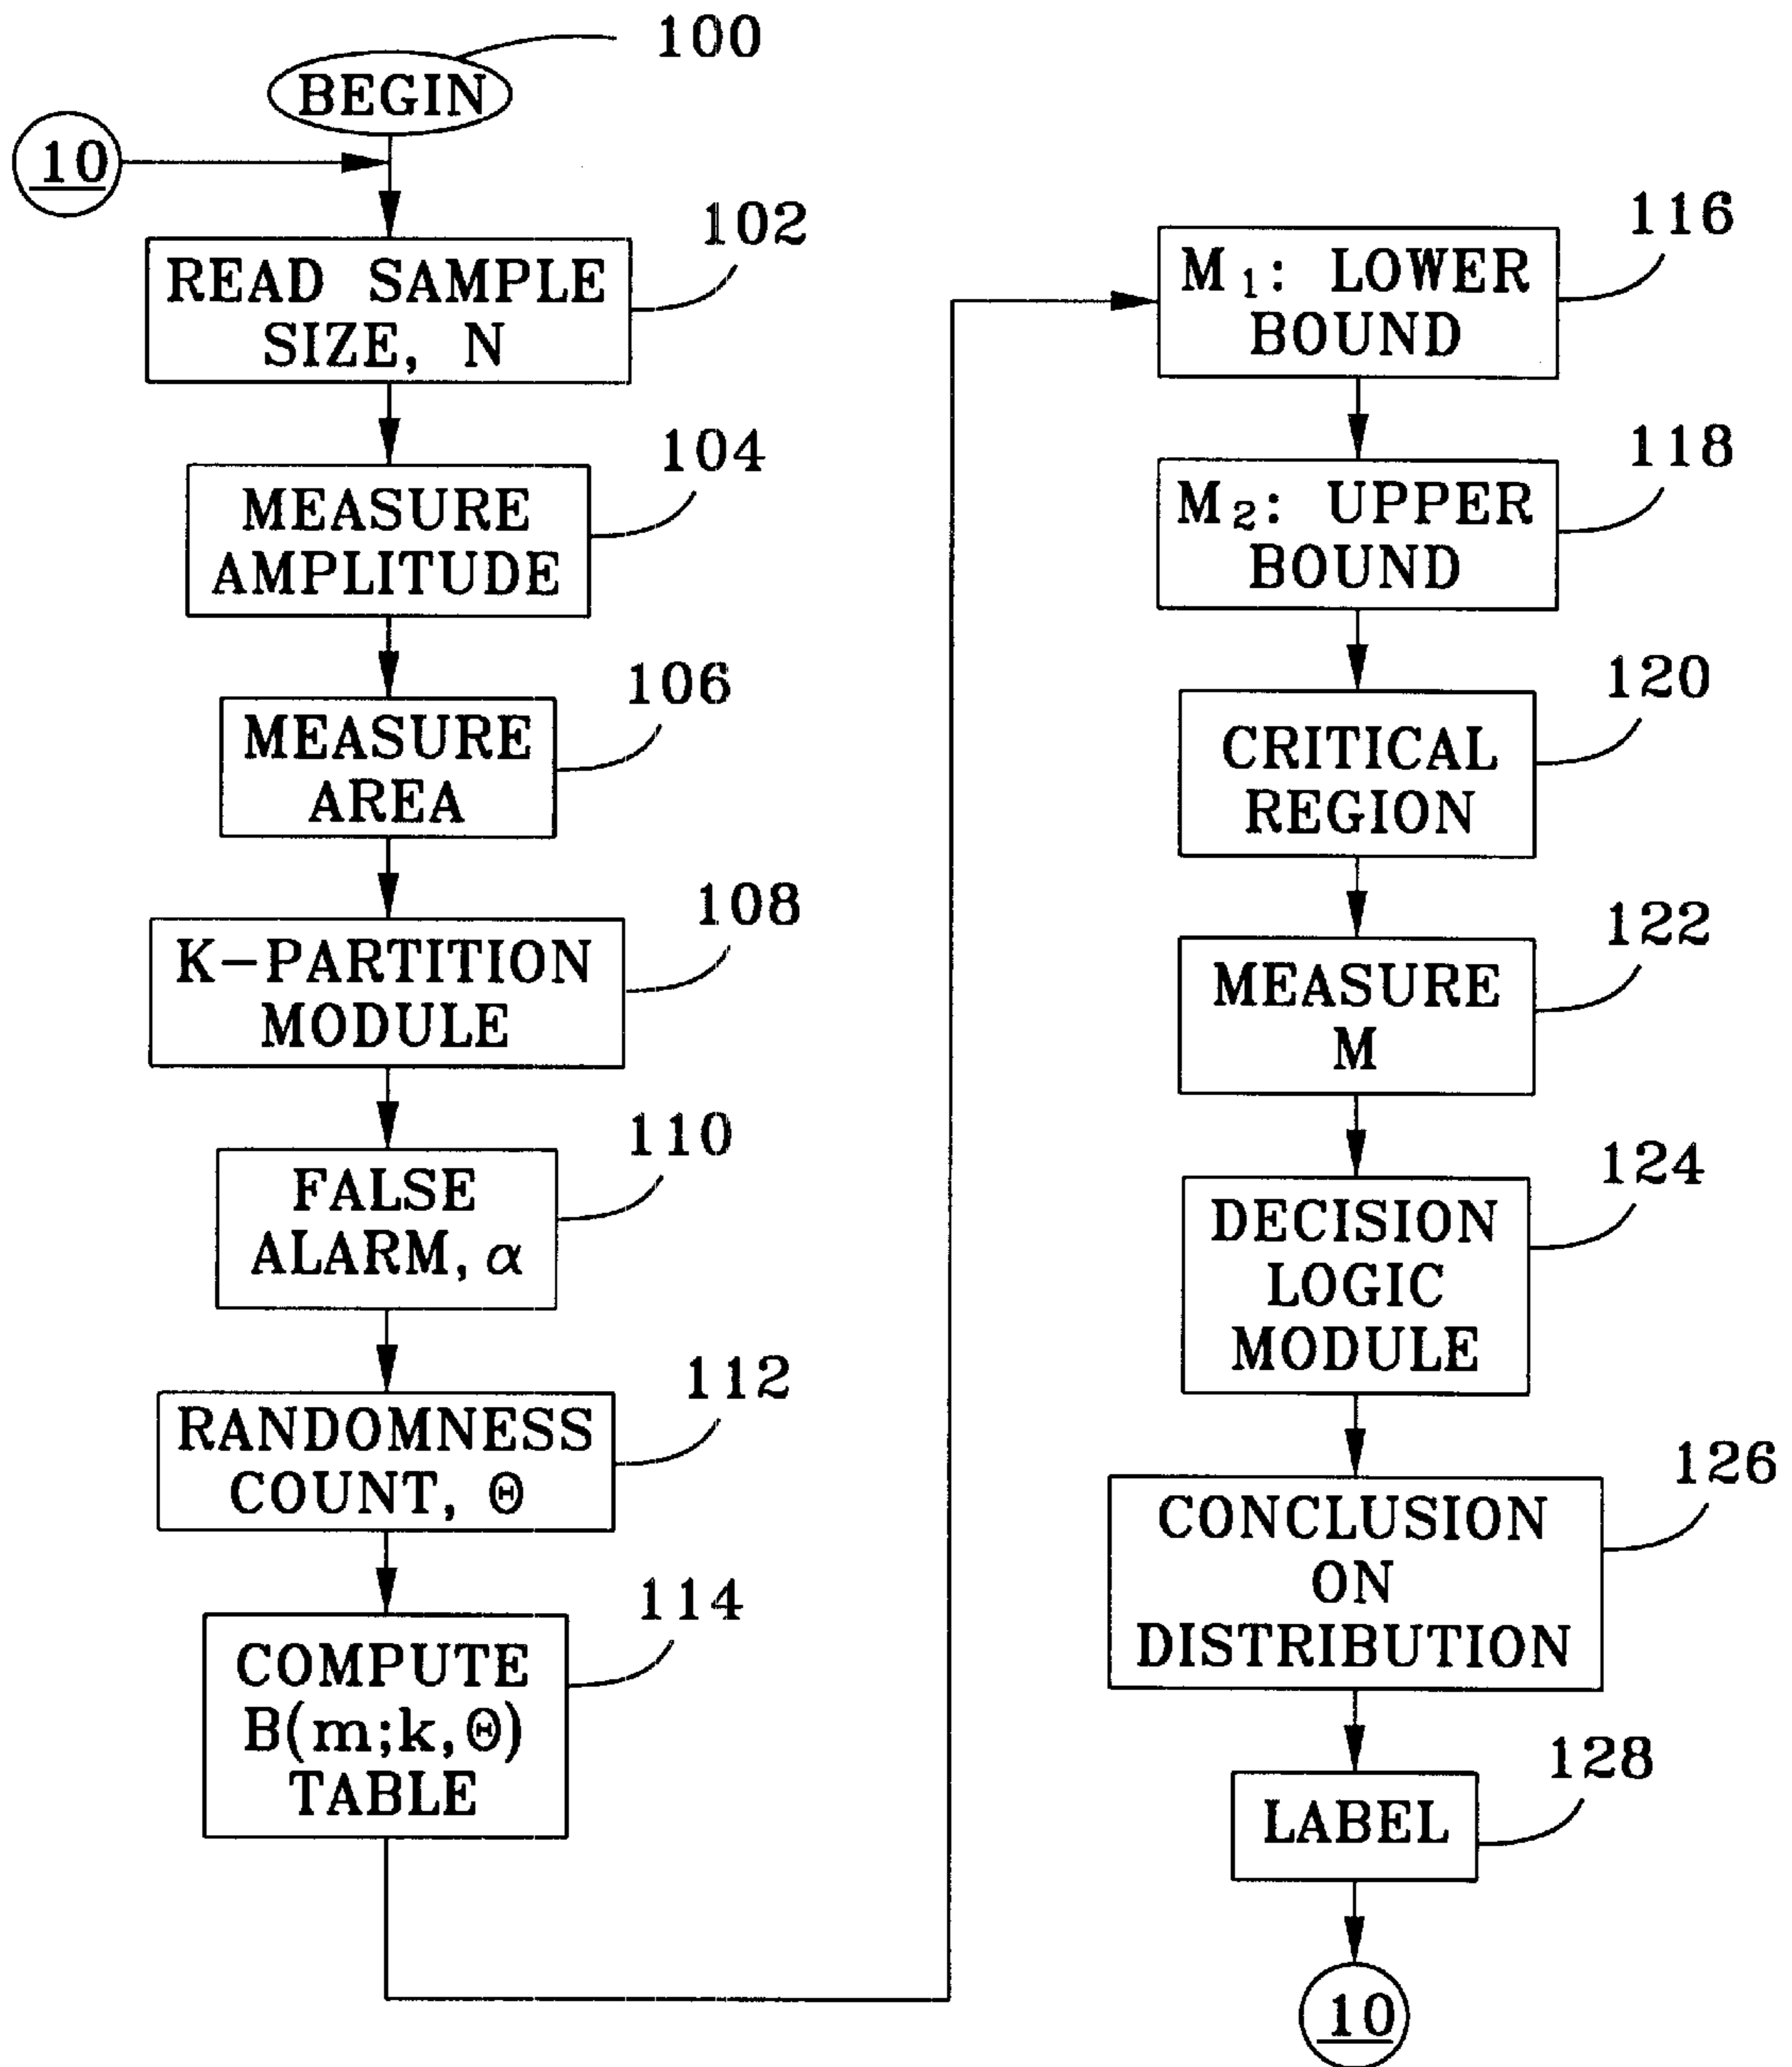 100
BEGIN
10
102
READ SAMPLE
SIZE, N
104
MEASURE
AMPLITUDE
106
MEASURE
AREA
108
K-PARTITION
MODULE
110
FALSE
ALARM, α
112
RANDOMNESS
COUNT, Θ
114
COMPUTE
B(m;k,Θ)
TABLE
116
M₁: LOWER
BOUND
118
M₂: UPPER
BOUND
120
CRITICAL
REGION
122
MEASURE
M
124
DECISION
LOGIC
MODULE
126
CONCLUSION
ON
DISTRIBUTION
128
LABEL
10